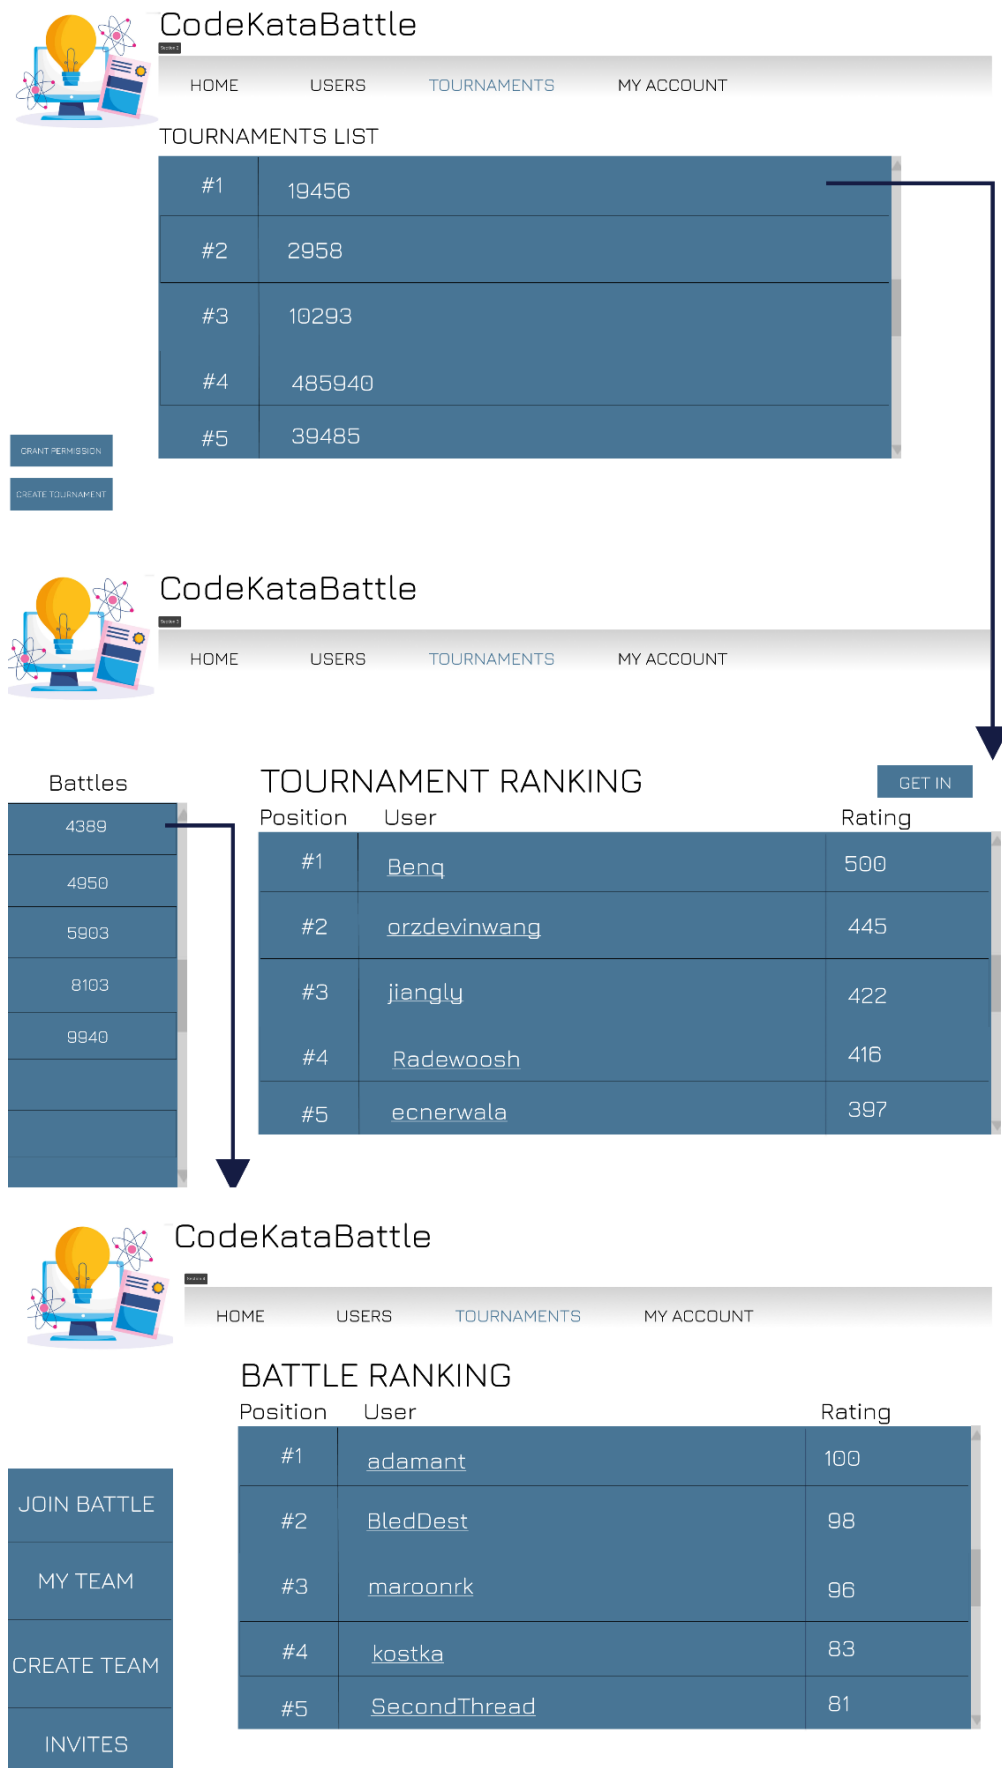 CodeKataBattle
Section 2
HOME USERS TOURNAMENTS MY ACCOUNT
TOURNAMENTS LIST
#1 19456
#2 2958
#3 10293
#4 485940
#5 39485
GRANT PERMISSION
CREATE TOURNAMENT
CodeKataBattle
HOME USERS TOURNAMENTS MY ACCOUNT
Battles
4389
4950
5903
8103
9940
TOURNAMENT RANKING
GET IN
Position User Rating
#1 Benq 500
#2 orzdevinwang 445
#3 jiangly 422
#4 Radewoosh 416
#5 ecnerwala 397
CodeKataBattle
HOME USERS TOURNAMENTS MY ACCOUNT
BATTLE RANKING
Position User Rating
#1 adamant 100
#2 BledDest 98
#3 maroonrk 96
#4 kostka 83
#5 SecondThread 81
JOIN BATTLE
MY TEAM
CREATE TEAM
INVITES